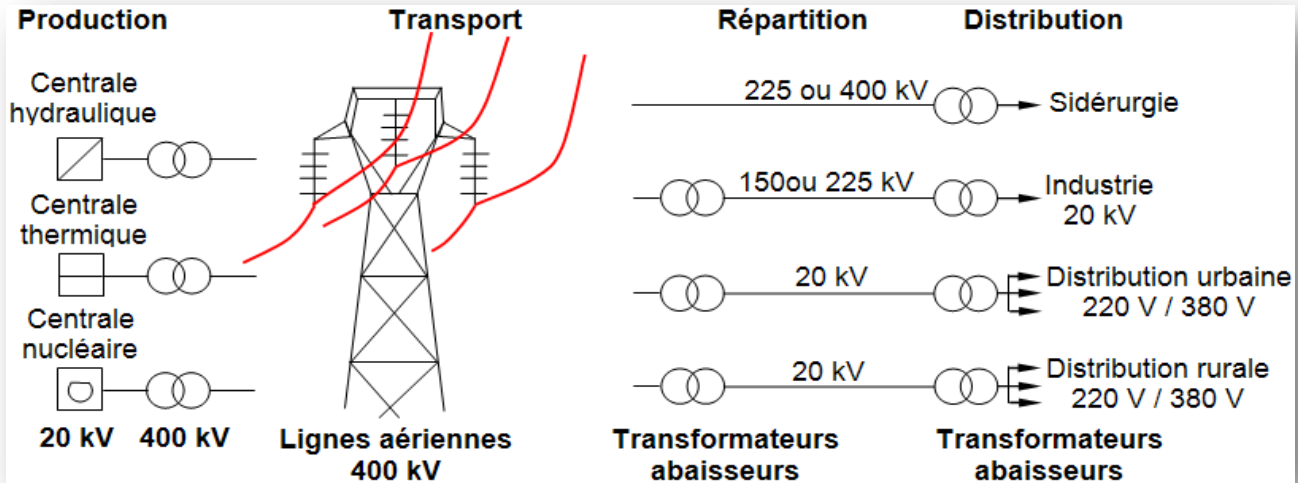 Production
Transport
Répartition
Distribution
Centrale
hydraulique
Centrale
thermique
Centrale
nucléaire
20 kV
400 kV
Lignes aériennes
400 kV
225 ou 400 kV
Sidérurgie
150ou 225 kV
Industrie
20 kV
20 kV
Distribution urbaine
220 V / 380 V
20 kV
Distribution rurale
220 V / 380 V
Transformateurs
abaisseurs
Transformateurs
abaisseurs